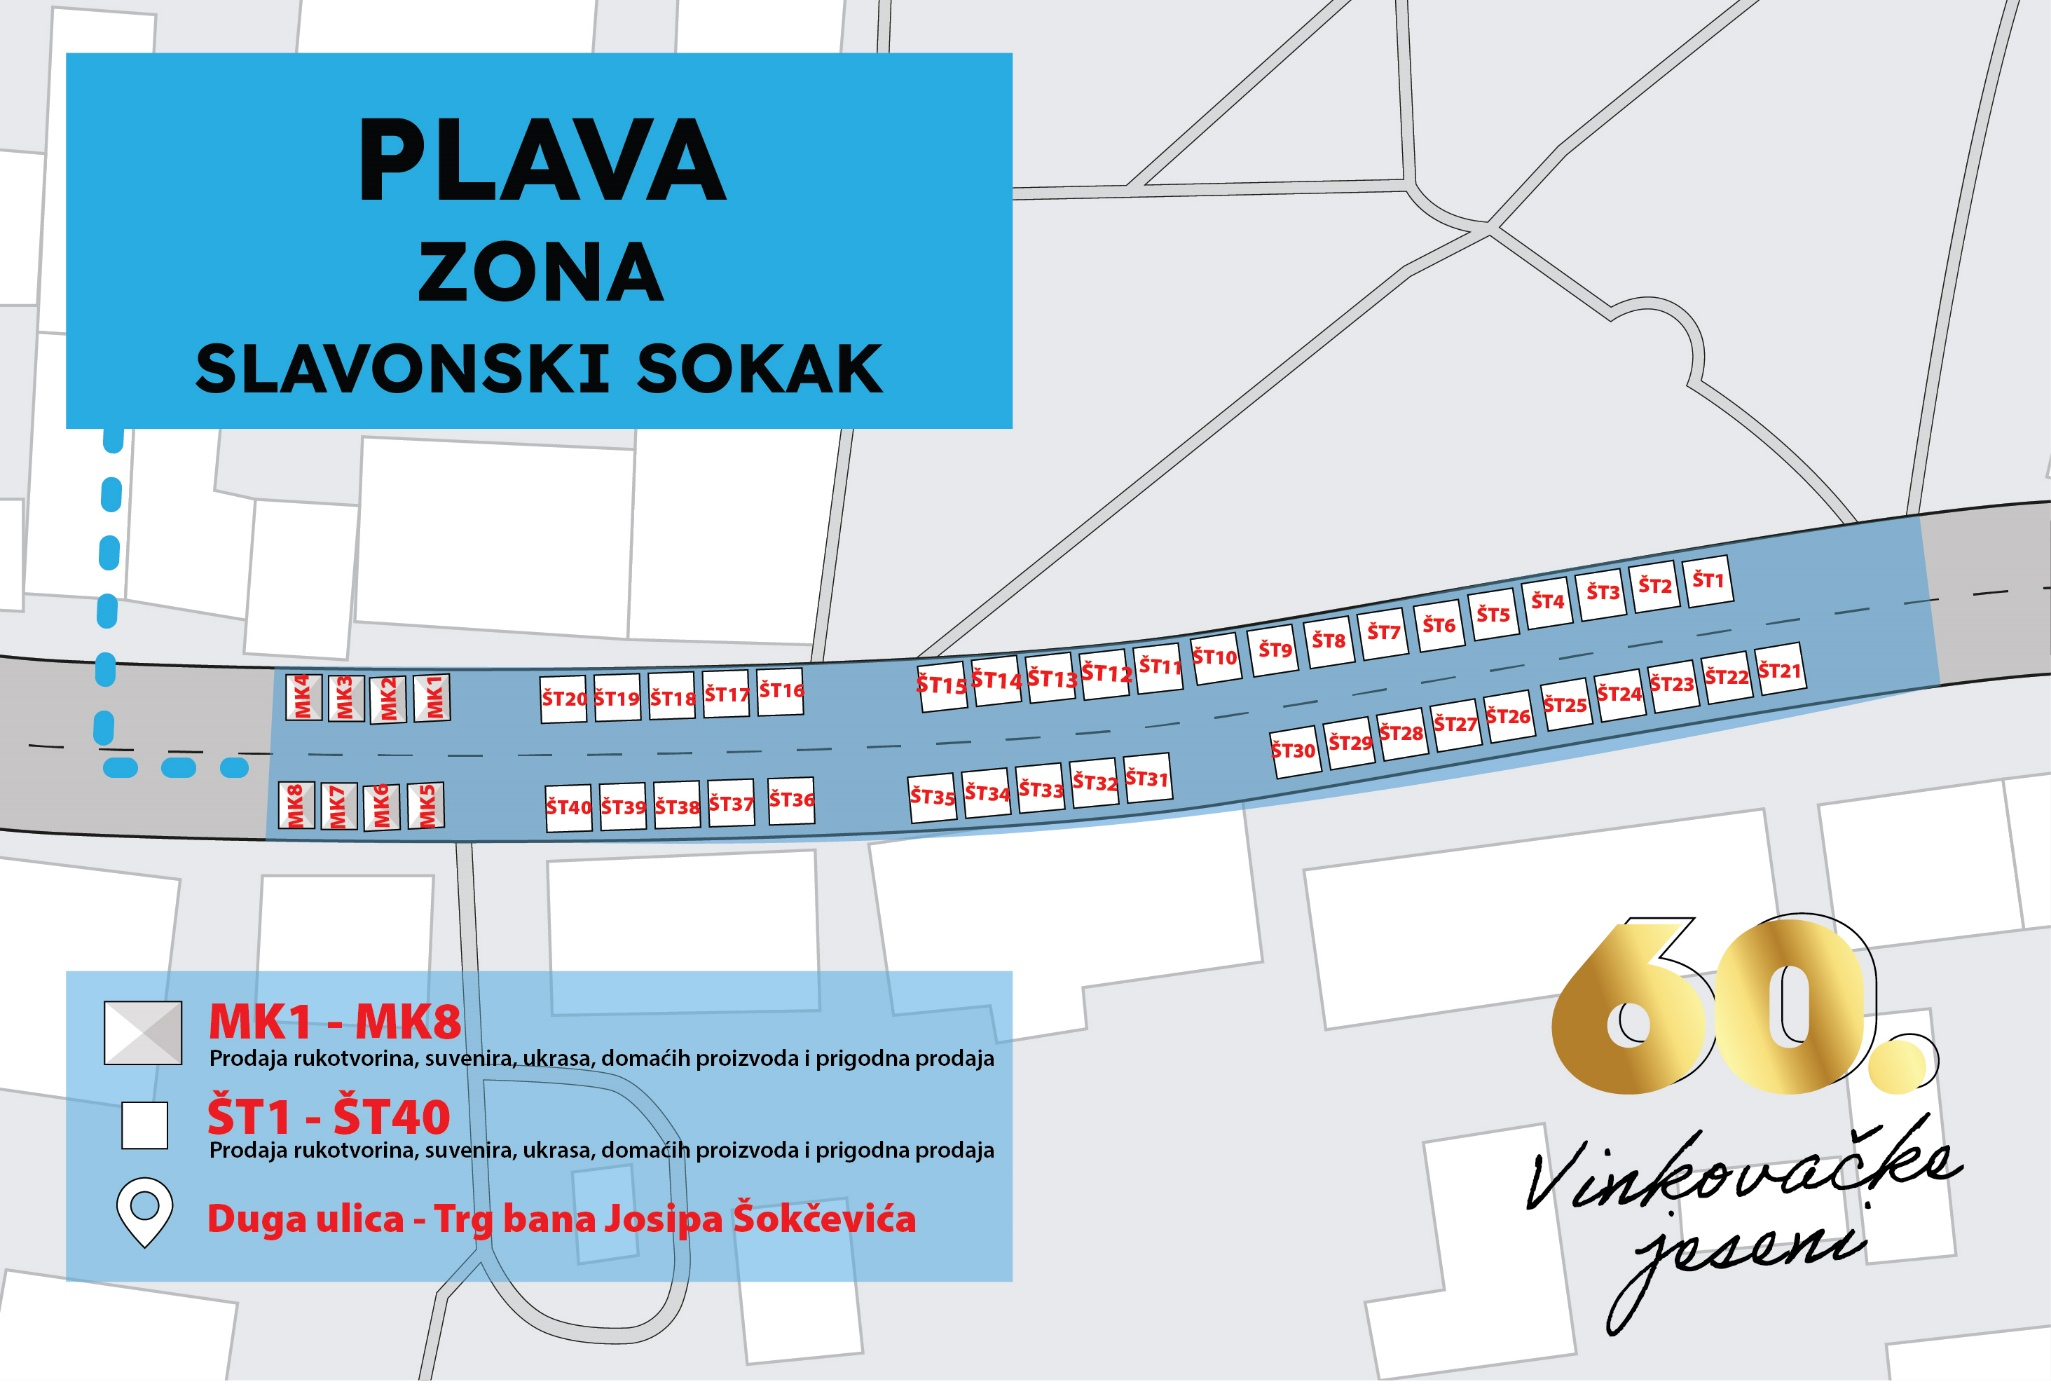 PLAVA
ZONA
SLAVONSKI SOKAK
ŠT15 ŠT14 ŠT13 ŠT12 ŠT11 ŠT10 ŠT9 ŠT8 ŠT7 ŠT6 ŠT5 ŠT4 ŠT3 ŠT2 ŠT1
MK4 MK3 MK2 MK1 ŠT20 ŠT19 ŠT18 ŠT17 ŠT16
ŠT30 ŠT29 ŠT28 ŠT27 ŠT26 ŠT25 ŠT24 ŠT23 ŠT22 ŠT21
MK8 MK7 MK6 MK5 ŠT40 ŠT39 ŠT38 ŠT37 ŠT36 ŠT35 ŠT34 ŠT33 ŠT32 ŠT31
MK1 - MK8
Prodaja rukotvorina, suvenira, ukrasa, domaćih proizvoda i prigodna prodaja
ŠT1 - ŠT40
Prodaja rukotvorina, suvenira, ukrasa, domaćih proizvoda i prigodna prodaja
Duga ulica - Trg bana Josipa Šokčevića
60.
Vinkovačke
jeseni